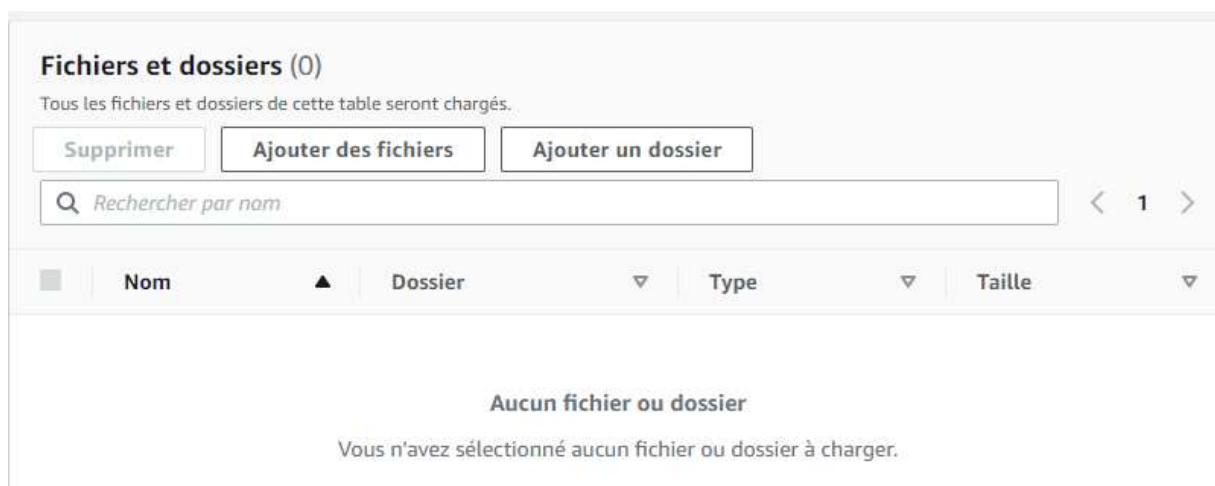 Fichiers et dossiers (0)
Tous les fichiers et dossiers de cette table seront chargés.
Supprimer Ajouter des fichiers Ajouter un dossier
Rechercher par nom 1
Nom Dossier Type Taille
Aucun fichier ou dossier
Vous n'avez sélectionné aucun fichier ou dossier à charger.